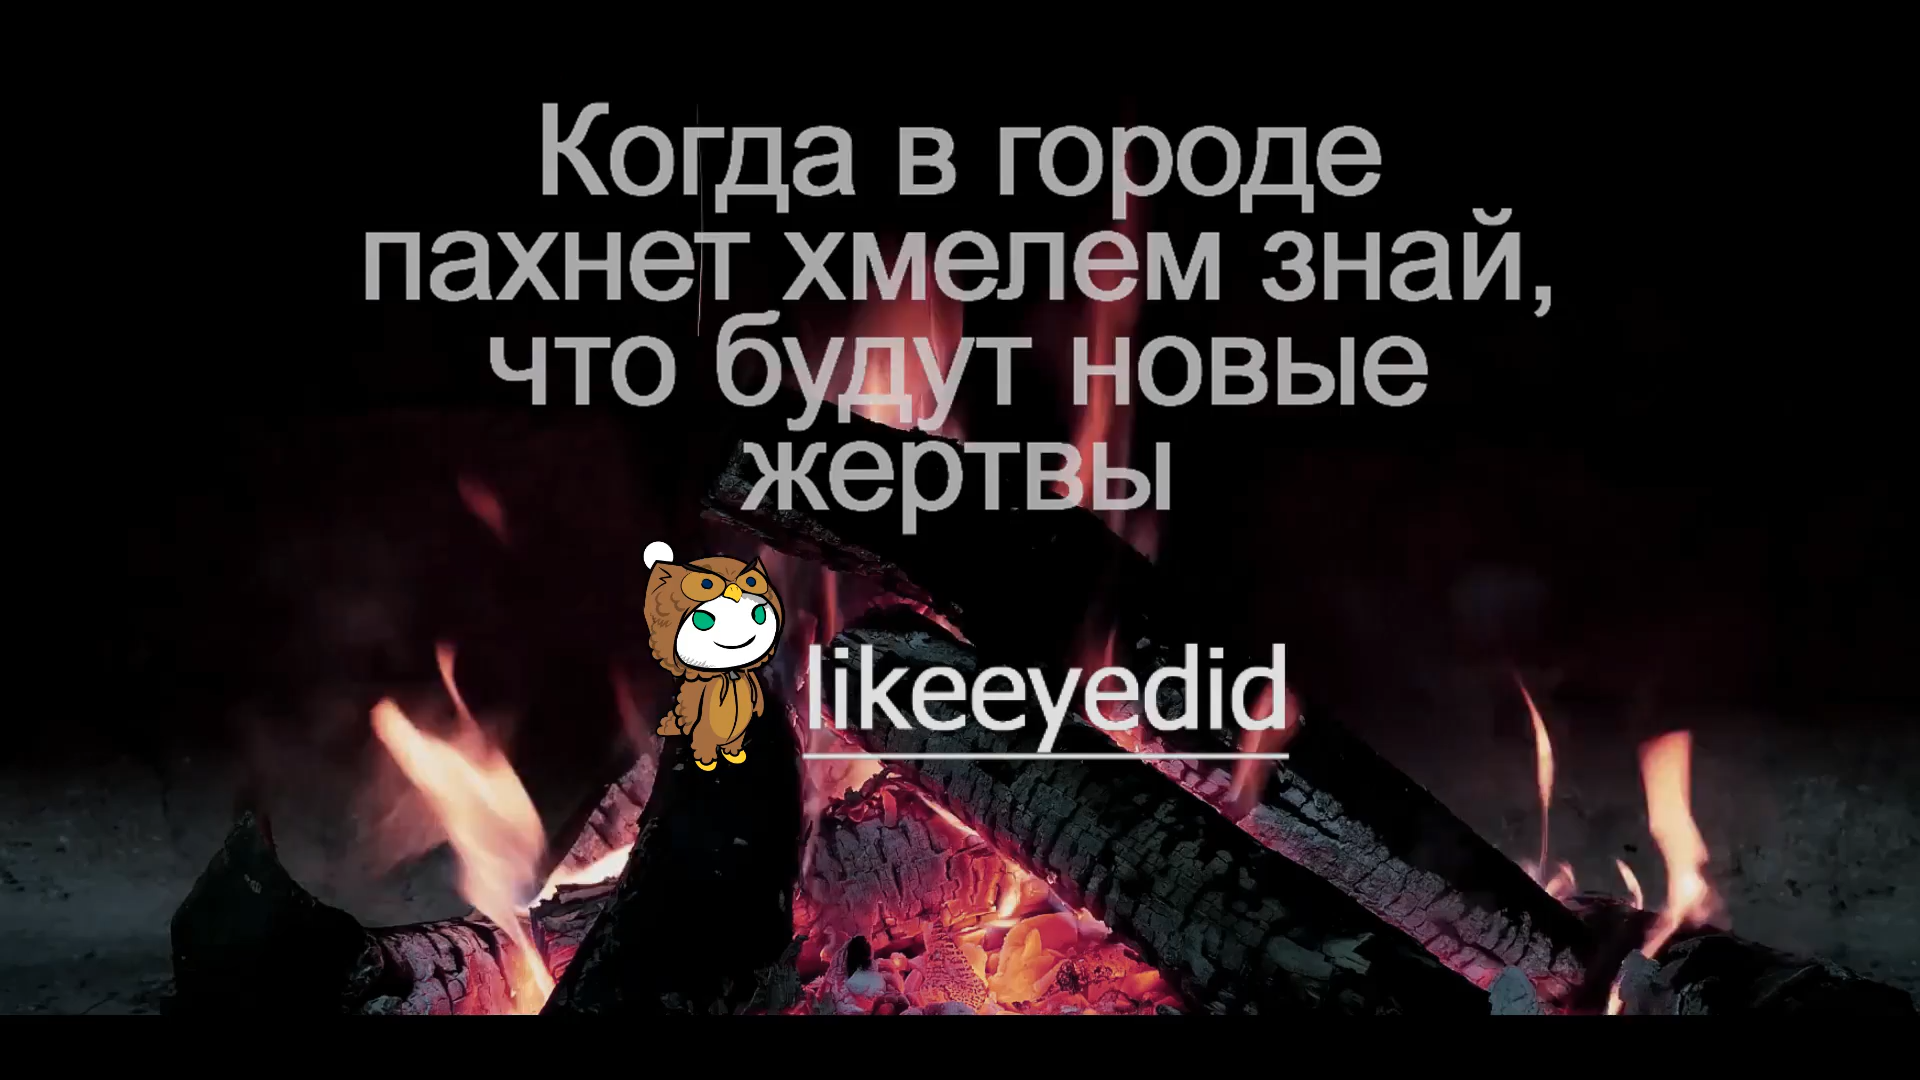 Когда в городе
пахнет хмелем знай,
что будут новые
жертвы
likeeyedid